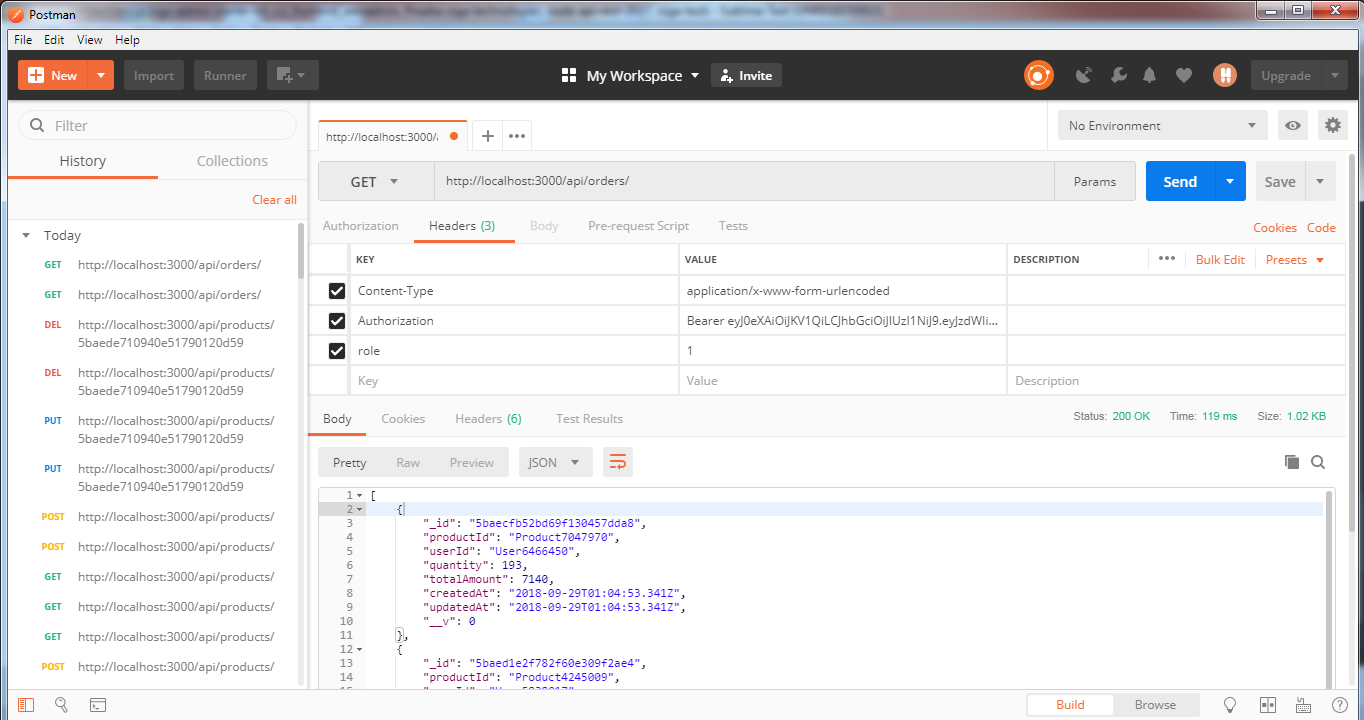 Postman
File Edit View Help
New Import Runner My Workspace Invite Upgrade
Filter
History Collections
Clear all
Today
GET http://localhost:3000/api/orders/
GET http://localhost:3000/api/orders/
DEL http://localhost:3000/api/products/
5baede710940e51790120d59
DEL http://localhost:3000/api/products/
5baede710940e51790120d59
PUT http://localhost:3000/api/products/
5baede710940e51790120d59
PUT http://localhost:3000/api/products/
5baede710940e51790120d59
POST http://localhost:3000/api/products/
POST http://localhost:3000/api/products/
GET http://localhost:3000/api/products/
GET http://localhost:3000/api/products/
GET http://localhost:3000/api/products/
POST http://localhost:3000/api/products/
http://localhost:3000/ No Environment
GET http://localhost:3000/api/orders/ Params Send Save
Authorization Headers (3) Body Pre-request Script Tests Cookies Code
KEY VALUE DESCRIPTION Bulk Edit Presets
Content-Type application/x-www-form-urlencoded
Authorization Bearer eyJ0eXAiOiJKV1QiLCJhbGciOiJIUzI1NiJ9.eyJzdWIi...
role 1
Key Value Description
Body Cookies Headers (6) Test Results Status: 200 OK Time: 119 ms Size: 1.02 KB
Pretty Raw Preview JSON
1 [
2 {
3 "_id": "5baecfb52bd69f130457dda8",
4 "productId": "Product7047970",
5 "userId": "User6466450",
6 "quantity": 193,
7 "totalAmount": 7140,
8 "createdAt": "2018-09-29T01:04:53.341Z",
9 "updatedAt": "2018-09-29T01:04:53.341Z",
10 "__v": 0
11 },
12 {
13 "_id": "5baed1e2f782f60e309f2ae4",
14 "productId": "Product4245009",
Build Browse